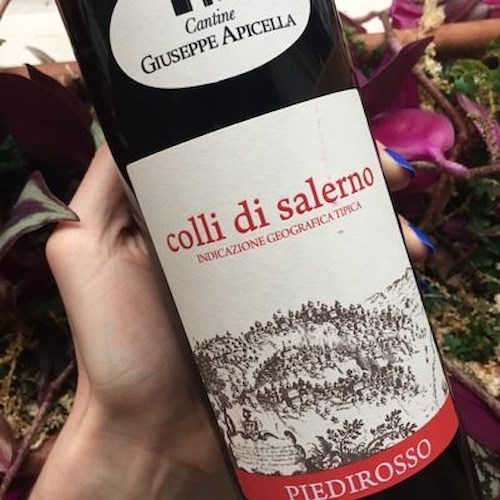 Cantine
GIUSEPPE APICELLA
colli di salerno
INDICAZIONE GEOGRAFICA TIPICA
PIEDIROSSO